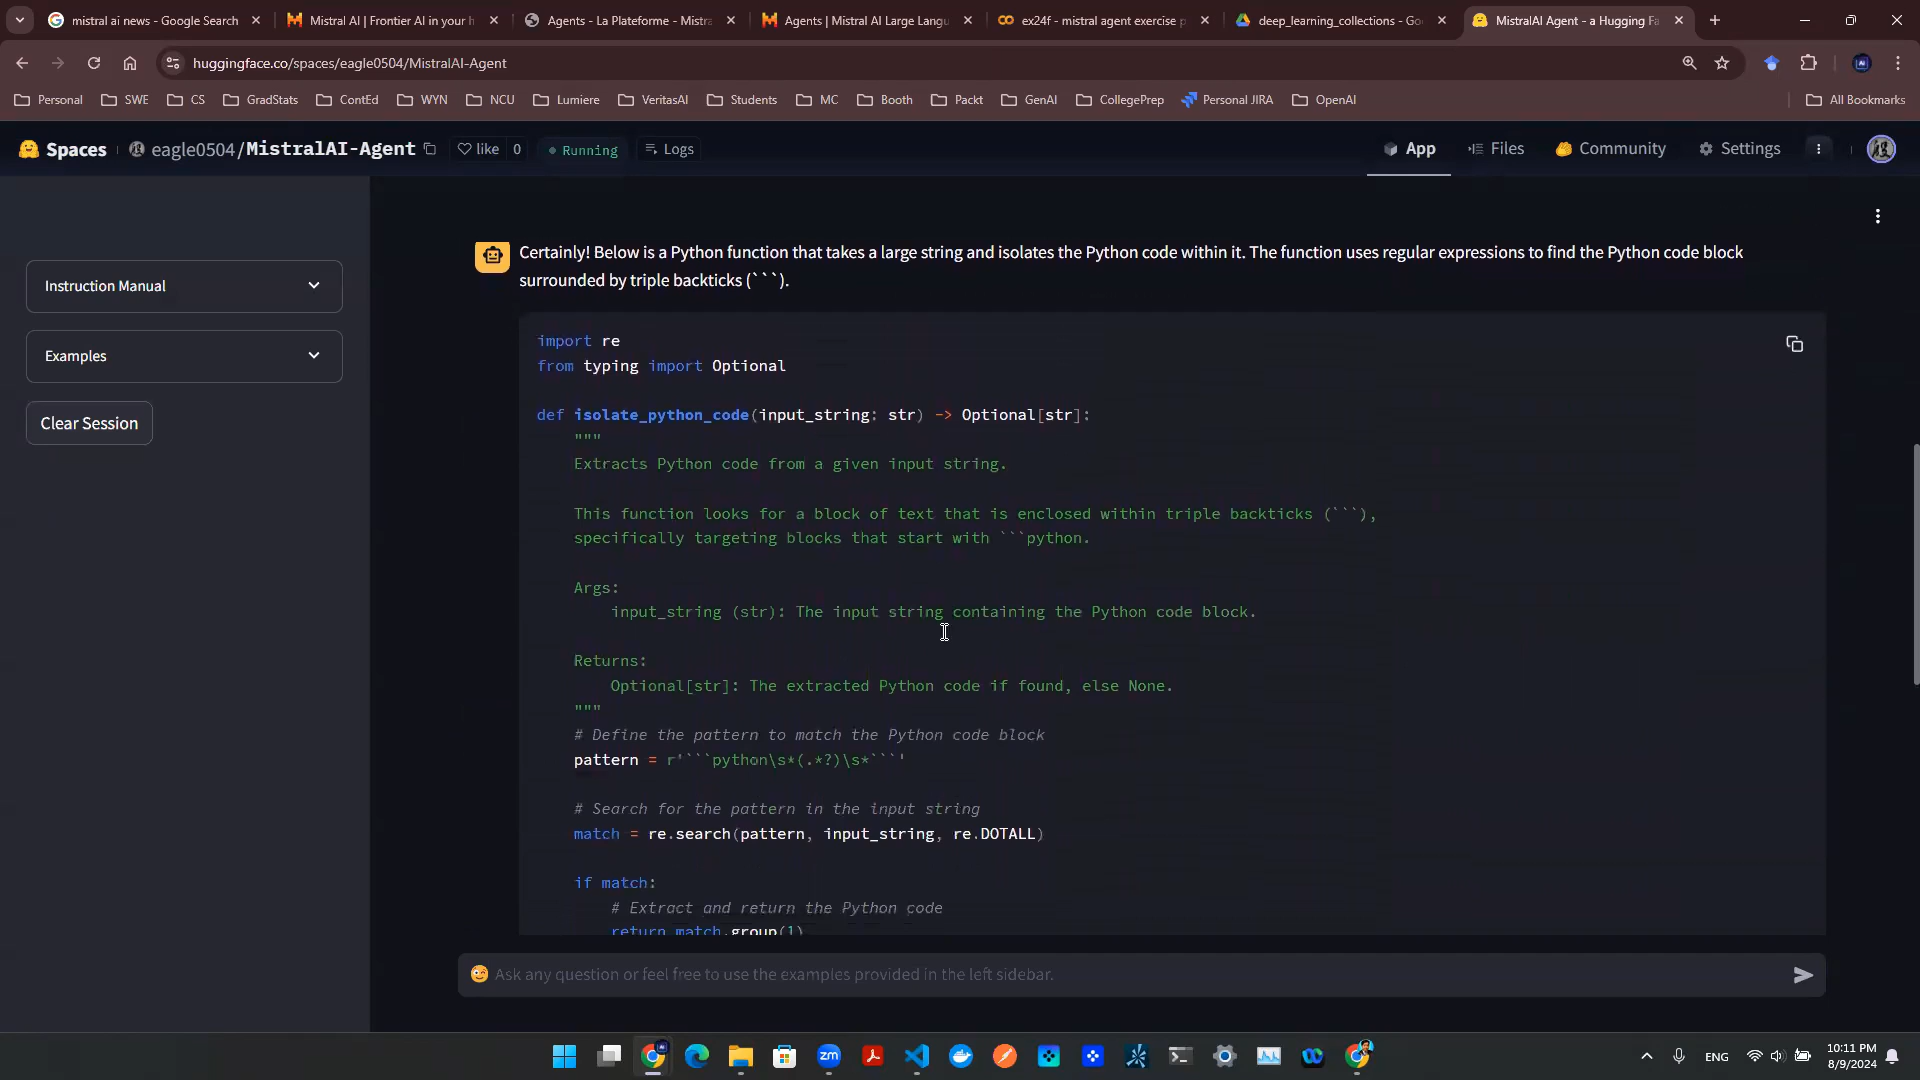 mistral ai news - Google Search
Mistral AI | Frontier AI in your h
Agents - La Plateforme - Mistra
Agents | Mistral AI Large Langu
ex24f - mistral agent exercise p
deep_learning_collections - Go
MistralAI Agent - a Hugging Fa
huggingface.co/spaces/eagle0504/MistralAI-Agent
Personal SWE CS GradStats ContEd WYN NCU Lumiere VeritasAI Students MC Booth Packt GenAI CollegePrep Personal JIRA OpenAI All Bookmarks
Spaces eagle0504/MistralAI-Agent like 0 Running Logs App Files Community Settings
Instruction Manual
Examples
Clear Session
Certainly! Below is a Python function that takes a large string and isolates the Python code within it. The function uses regular expressions to find the Python code block
surrounded by triple backticks (```).
import re
from typing import Optional
def isolate_python_code(input_string: str) -> Optional[str]:
"""
Extracts Python code from a given input string.
This function looks for a block of text that is enclosed within triple backticks (```),
specifically targeting blocks that start with ```python.
Args:
input_string (str): The input string containing the Python code block.
Returns:
Optional[str]: The extracted Python code if found, else None.
"""
# Define the pattern to match the Python code block
pattern = r'```python\s*(.*?)\s*```'
# Search for the pattern in the input string
match = re.search(pattern, input_string, re.DOTALL)
if match:
# Extract and return the Python code
return match.group(1)
Ask any question or feel free to use the examples provided in the left sidebar.
zm
ENG
10:11 PM
8/9/2024